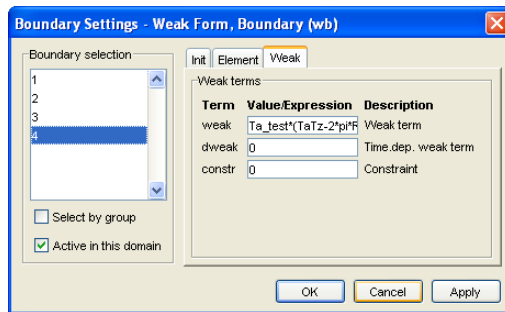 Boundary Settings - Weak Form, Boundary (wb)
Boundary selection
1
2
3
4
Select by group
Active in this domain
Init Element Weak
Weak terms
Term Value/Expression Description
weak Ta_test*(TaTz-2*pi*F Weak term
dweak 0 Time.dep. weak term
constr 0 Constraint
OK Cancel Apply